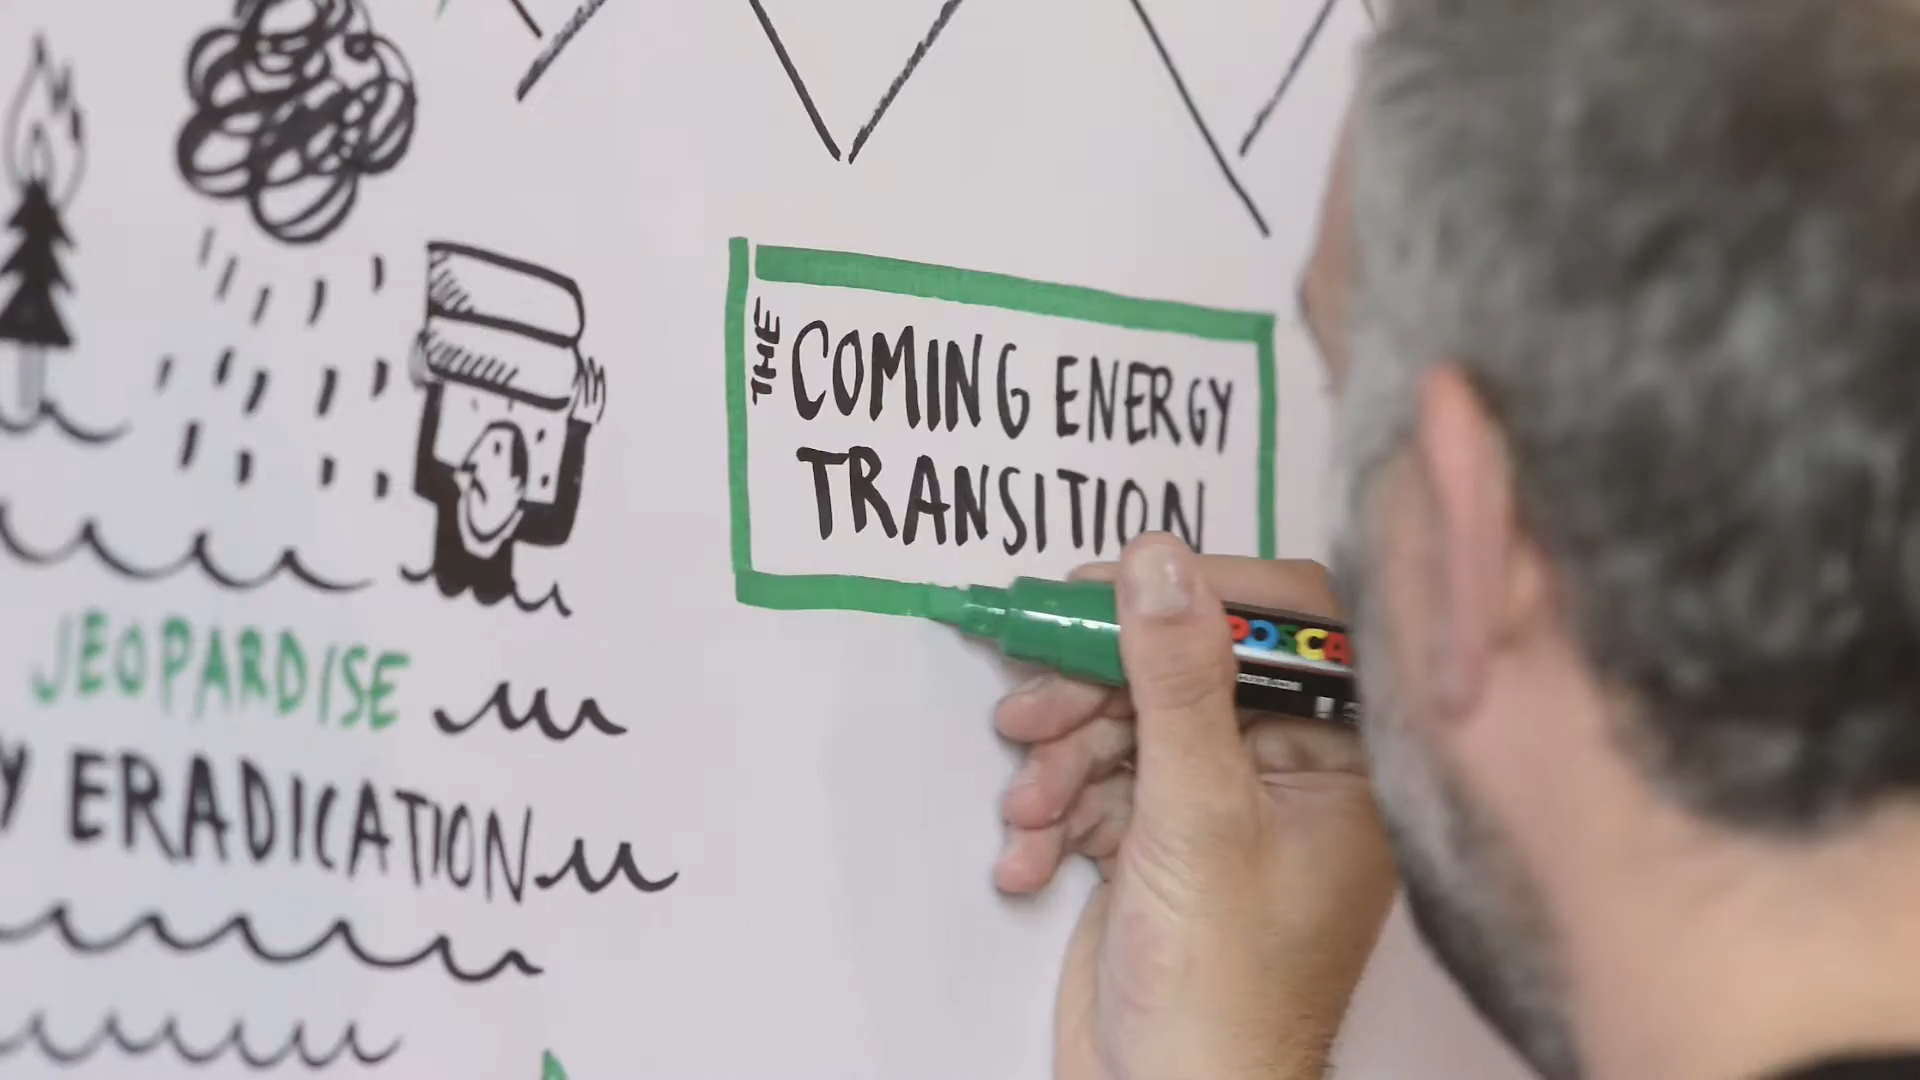 THE
COMING ENERGY
TRANSITION
JEOPARDISE
Y ERADICATION
POSCA